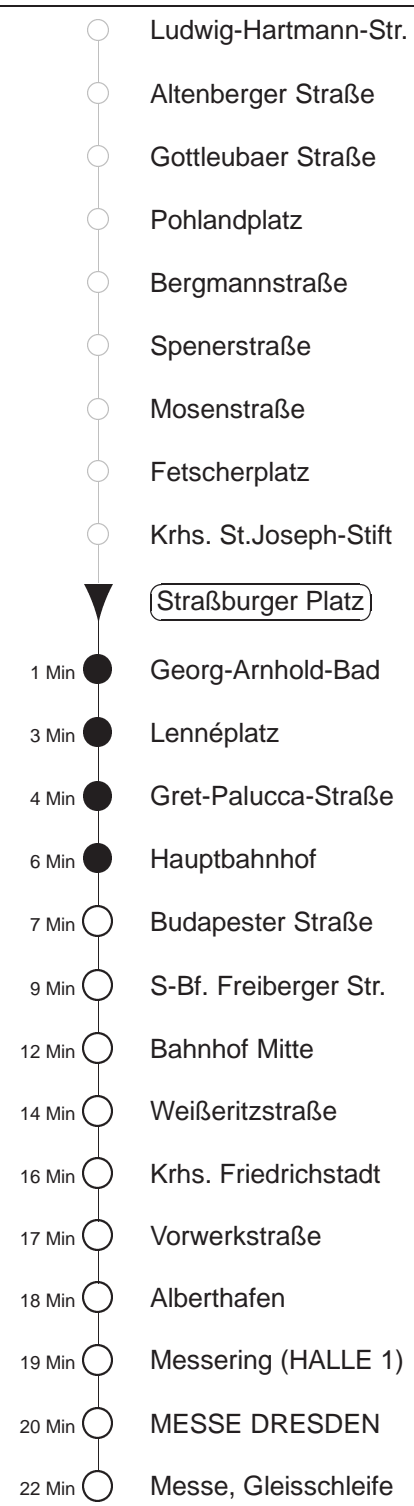 Ludwig-Hartmann-Str.
Altenberger Straße
Gottleubaer Straße
Pohlandplatz
Bergmannstraße
Spenerstraße
Mosenstraße
Fetscherplatz
Krhs. St.Joseph-Stift
Straßburger Platz
1 Min Georg-Arnhold-Bad
3 Min Lennéplatz
4 Min Gret-Palucca-Straße
6 Min Hauptbahnhof
7 Min Budapester Straße
9 Min S-Bf. Freiberger Str.
12 Min Bahnhof Mitte
14 Min Weißeritzstraße
16 Min Krhs. Friedrichstadt
17 Min Vorwerkstraße
18 Min Alberthafen
19 Min Messering (HALLE 1)
20 Min MESSE DRESDEN
22 Min Messe, Gleisschleife